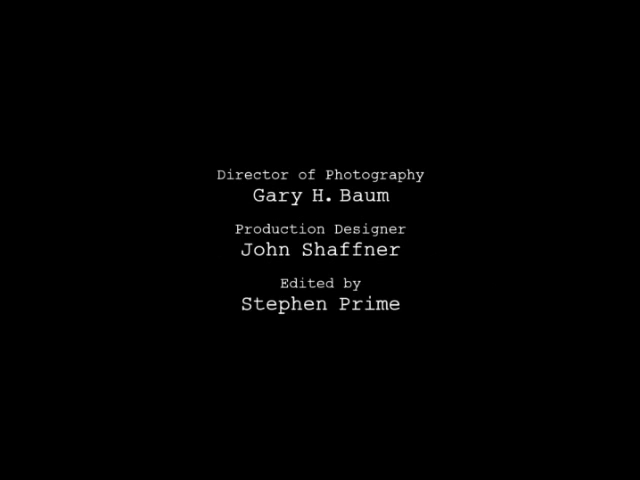 Director of Photography
Gary H. Baum
Production Designer
John Shaffner
Edited by
Stephen Prime